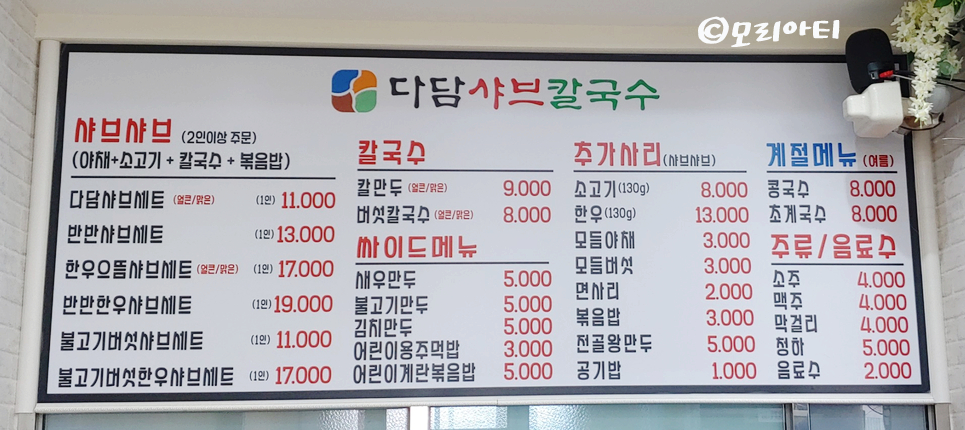 ©모리아티
다담샤브칼국수
샤브샤브 (2인이상 주문)
(야채+소고기 + 칼국수 + 볶음밥)
다담샤브세트 (얼큰/맑은) (1인) 11.000
반반샤브세트 (1인) 13.000
한우으뜸샤브세트 (얼큰/맑은) (1인) 17.000
반반한우샤브세트 (1인) 19.000
불고기버섯샤브세트 (1인) 11.000
불고기버섯한우샤브세트 (1인) 17.000
칼국수
칼만두 (얼큰/맑은) 9.000
버섯칼국수 (얼큰/맑은) 8.000
싸이드메뉴
새우만두 5.000
불고기만두 5.000
김치만두 5.000
어린이용주먹밥 3.000
어린이계란볶음밥 5.000
추가사리 (샤브샤브)
소고기 (130g) 8.000
한우 (130g) 13.000
모듬야채 3.000
모듬버섯 3.000
면사리 2.000
볶음밥 3.000
전골왕만두 5.000
공기밥 1.000
계절메뉴 (여름)
콩국수 8.000
초계국수 8.000
주류/음료수
소주 4.000
맥주 4.000
막걸리 4.000
청하 5.000
음료수 2.000